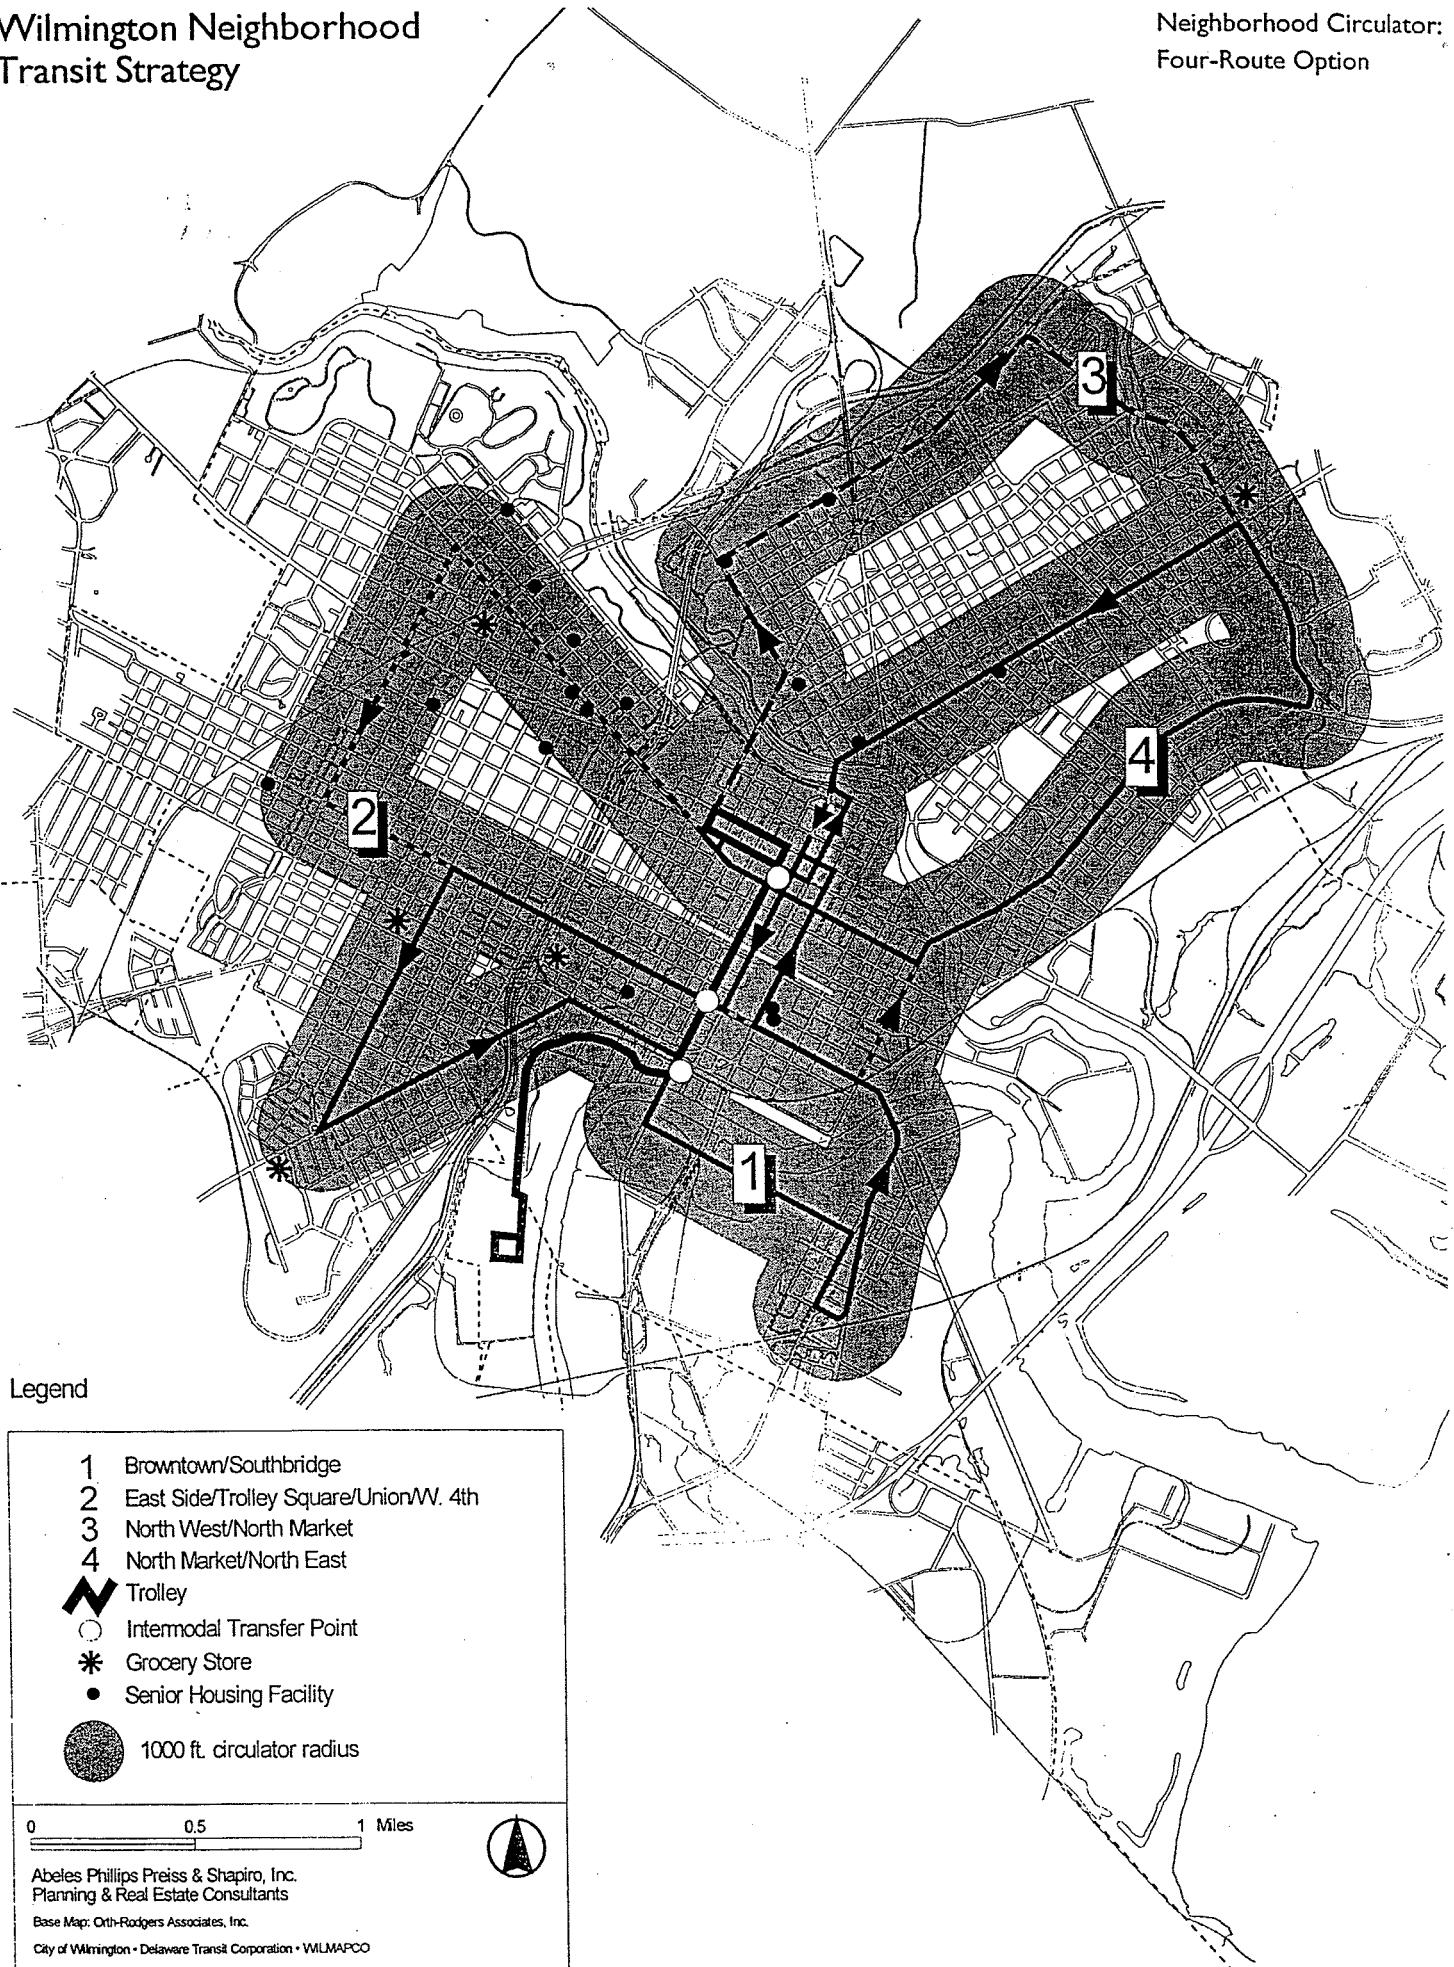 Wilmington Neighborhood
Transit Strategy
Neighborhood Circulator:
Four-Route Option
3
4
2
1
Legend
1 Browntown/Southbridge
2 East Side/Trolley Square/Union/W. 4th
3 North West/North Market
4 North Market/North East
Trolley
Intermodal Transfer Point
Grocery Store
Senior Housing Facility
1000 ft. circulator radius
0 0.5 1 Miles
Abeles Phillips Preiss & Shapiro, Inc.
Planning & Real Estate Consultants
Base Map: Orth-Rodgers Associates, Inc.
City of Wilmington • Delaware Transit Corporation • WILMAPCO